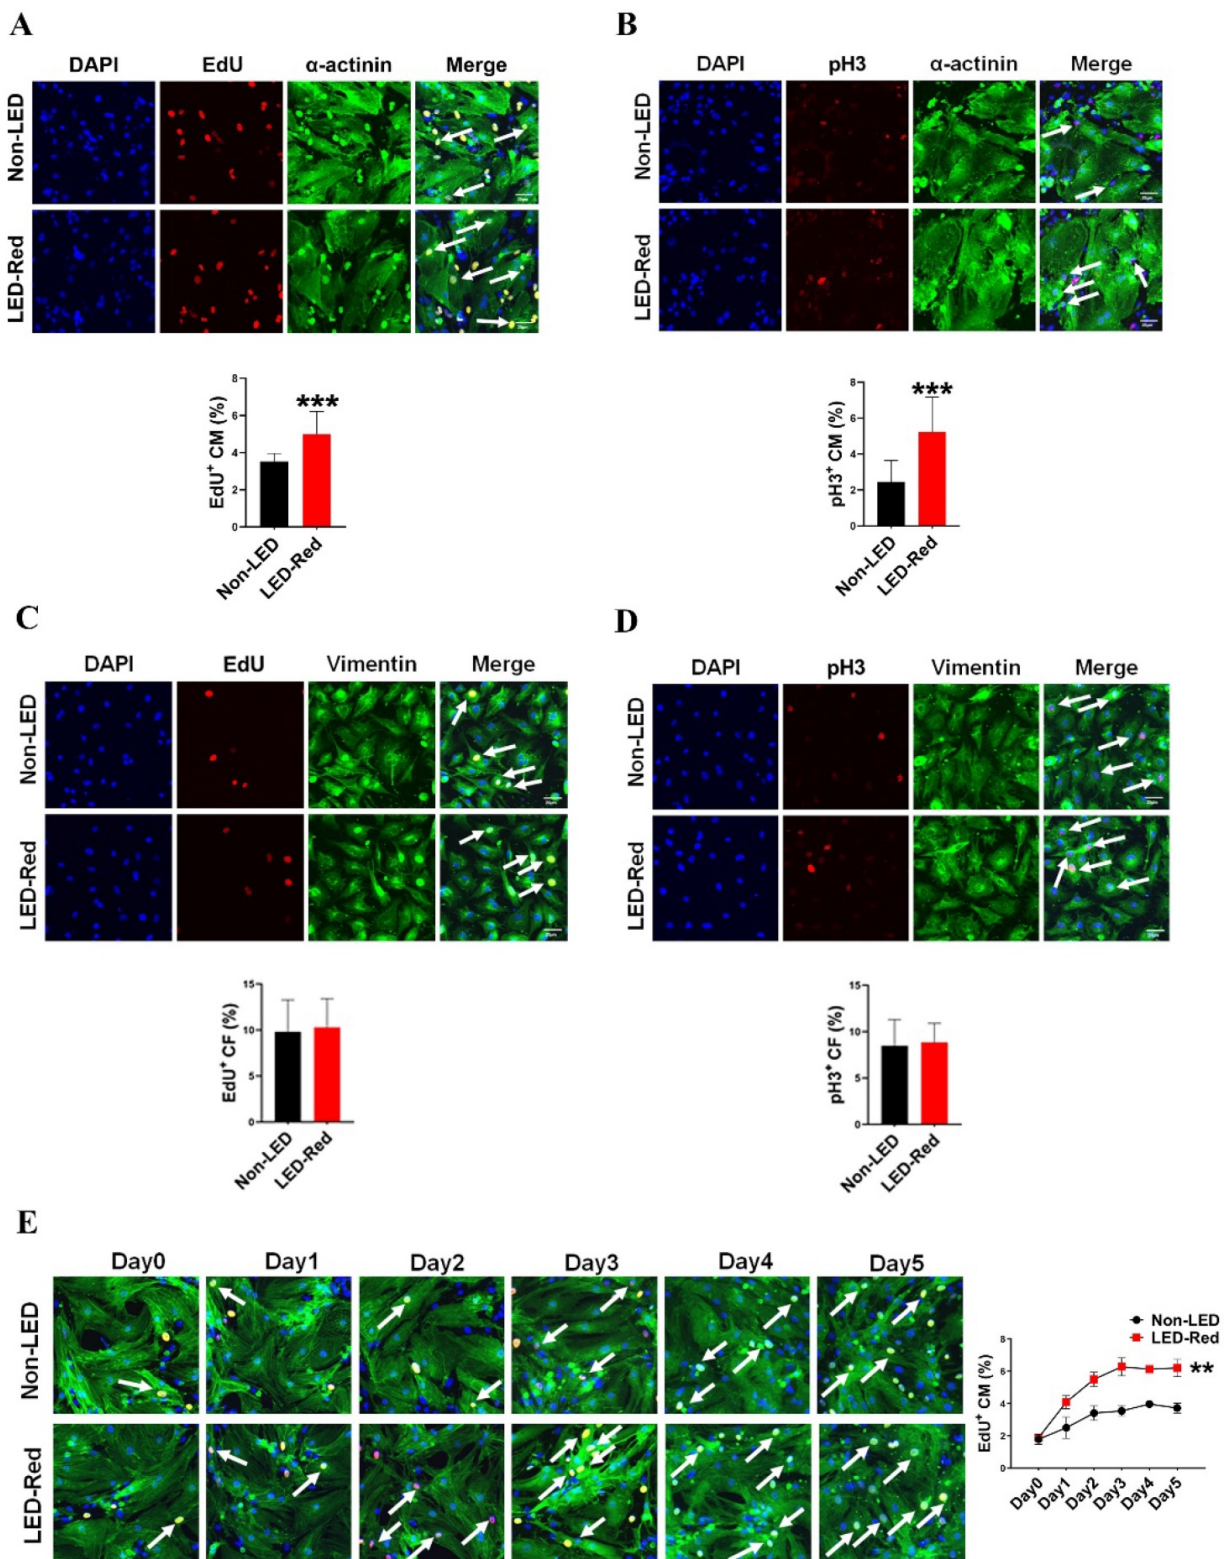 A
DAPI EdU α-actinin Merge
Non-LED
LED-Red
EdU⁺ CM (%)
8
6
4
2
0
***
Non-LED
LED-Red
B
DAPI pH3 α-actinin Merge
Non-LED
LED-Red
pH3⁺ CM (%)
8
6
4
2
0
***
Non-LED
LED-Red
C
DAPI EdU Vimentin Merge
Non-LED
LED-Red
EdU⁺ CF (%)
15
10
5
0
Non-LED
LED-Red
D
DAPI pH3 Vimentin Merge
Non-LED
LED-Red
pH3⁺ CF (%)
15
10
5
0
Non-LED
LED-Red
E
Day0 Day1 Day2 Day3 Day4 Day5
Non-LED
LED-Red
Non-LED
LED-Red
EdU⁺ CM (%)
8
6
4
2
0
**
Day0 Day1 Day2 Day3 Day4 Day5